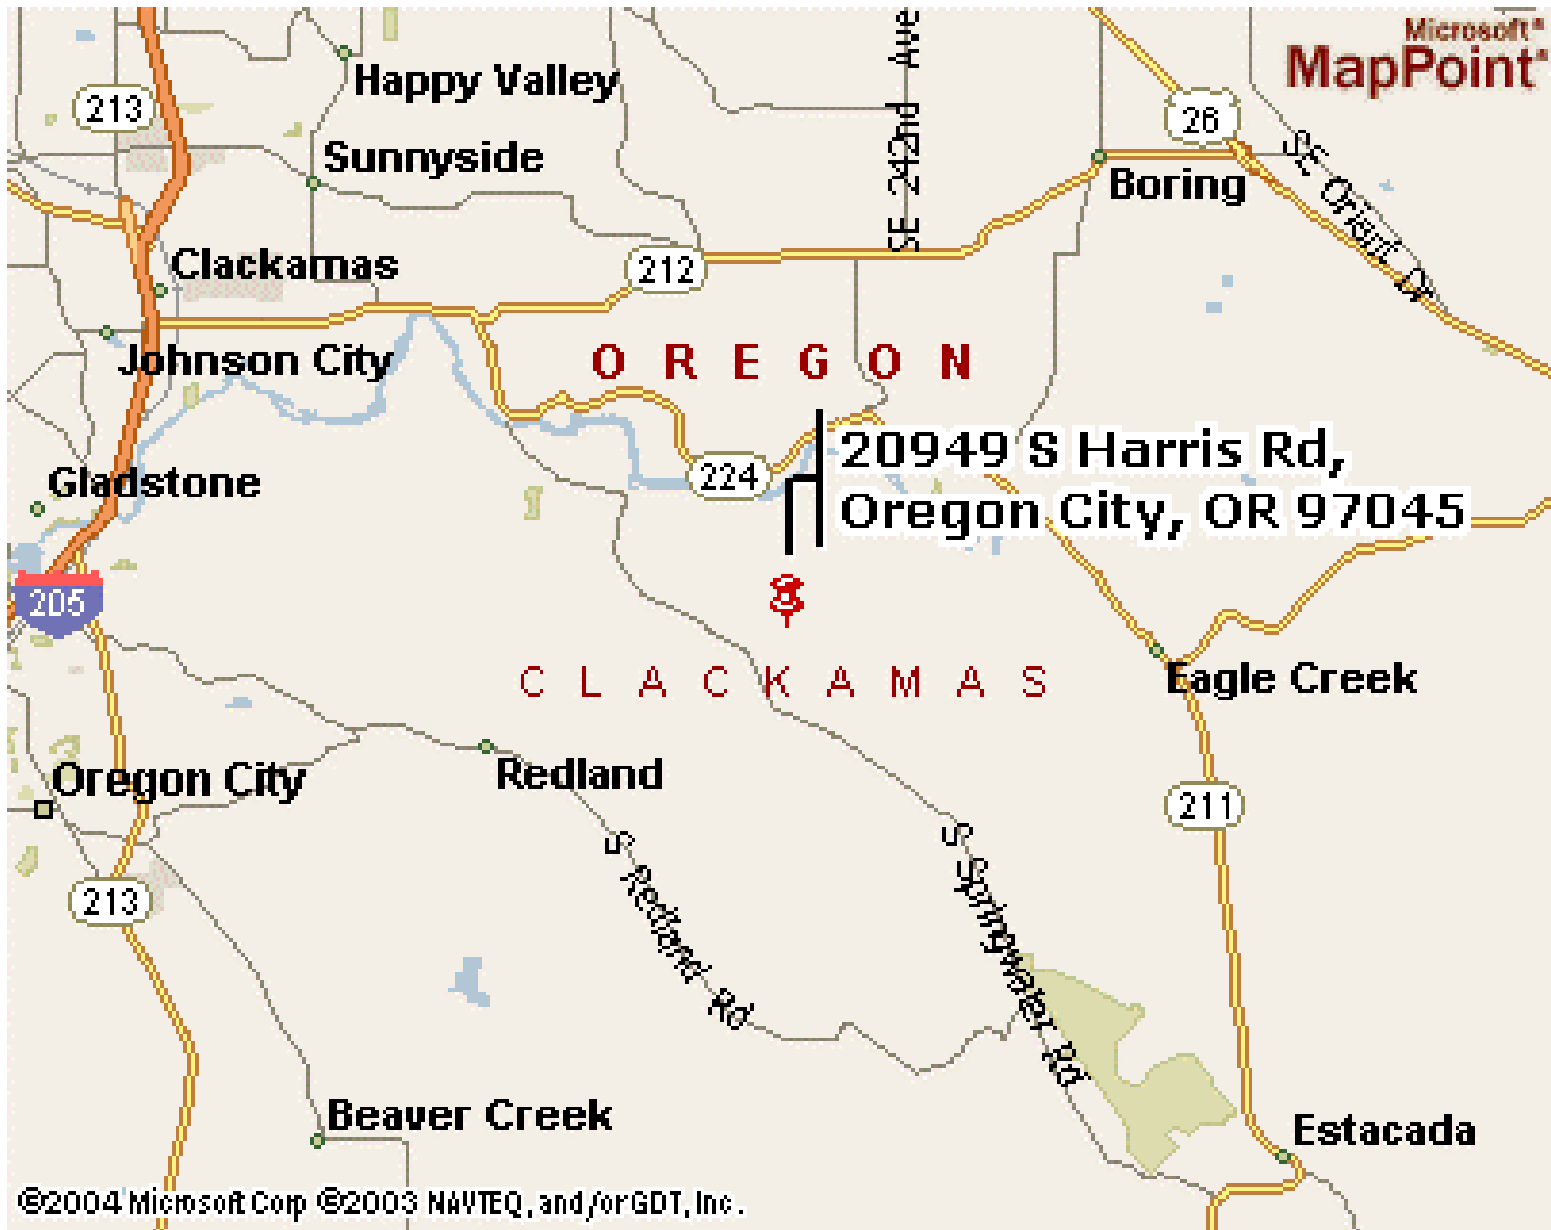 Microsoft®
MapPoint®
Happy Valley
SE 242nd Ave
213
26
Sunnyside
SE Orient Dr
Boring
Clackamas
212
Johnson City
OREGON
20949 S Harris Rd,
Oregon City, OR 97045
224
Gladstone
205
CLACKAMAS
Eagle Creek
Redland
Oregon City
211
S Redland Rd
S Springwater Rd
213
Beaver Creek
Estacada
©2004 Microsoft Corp ©2003 NAVTEQ, and/or GDT, Inc.